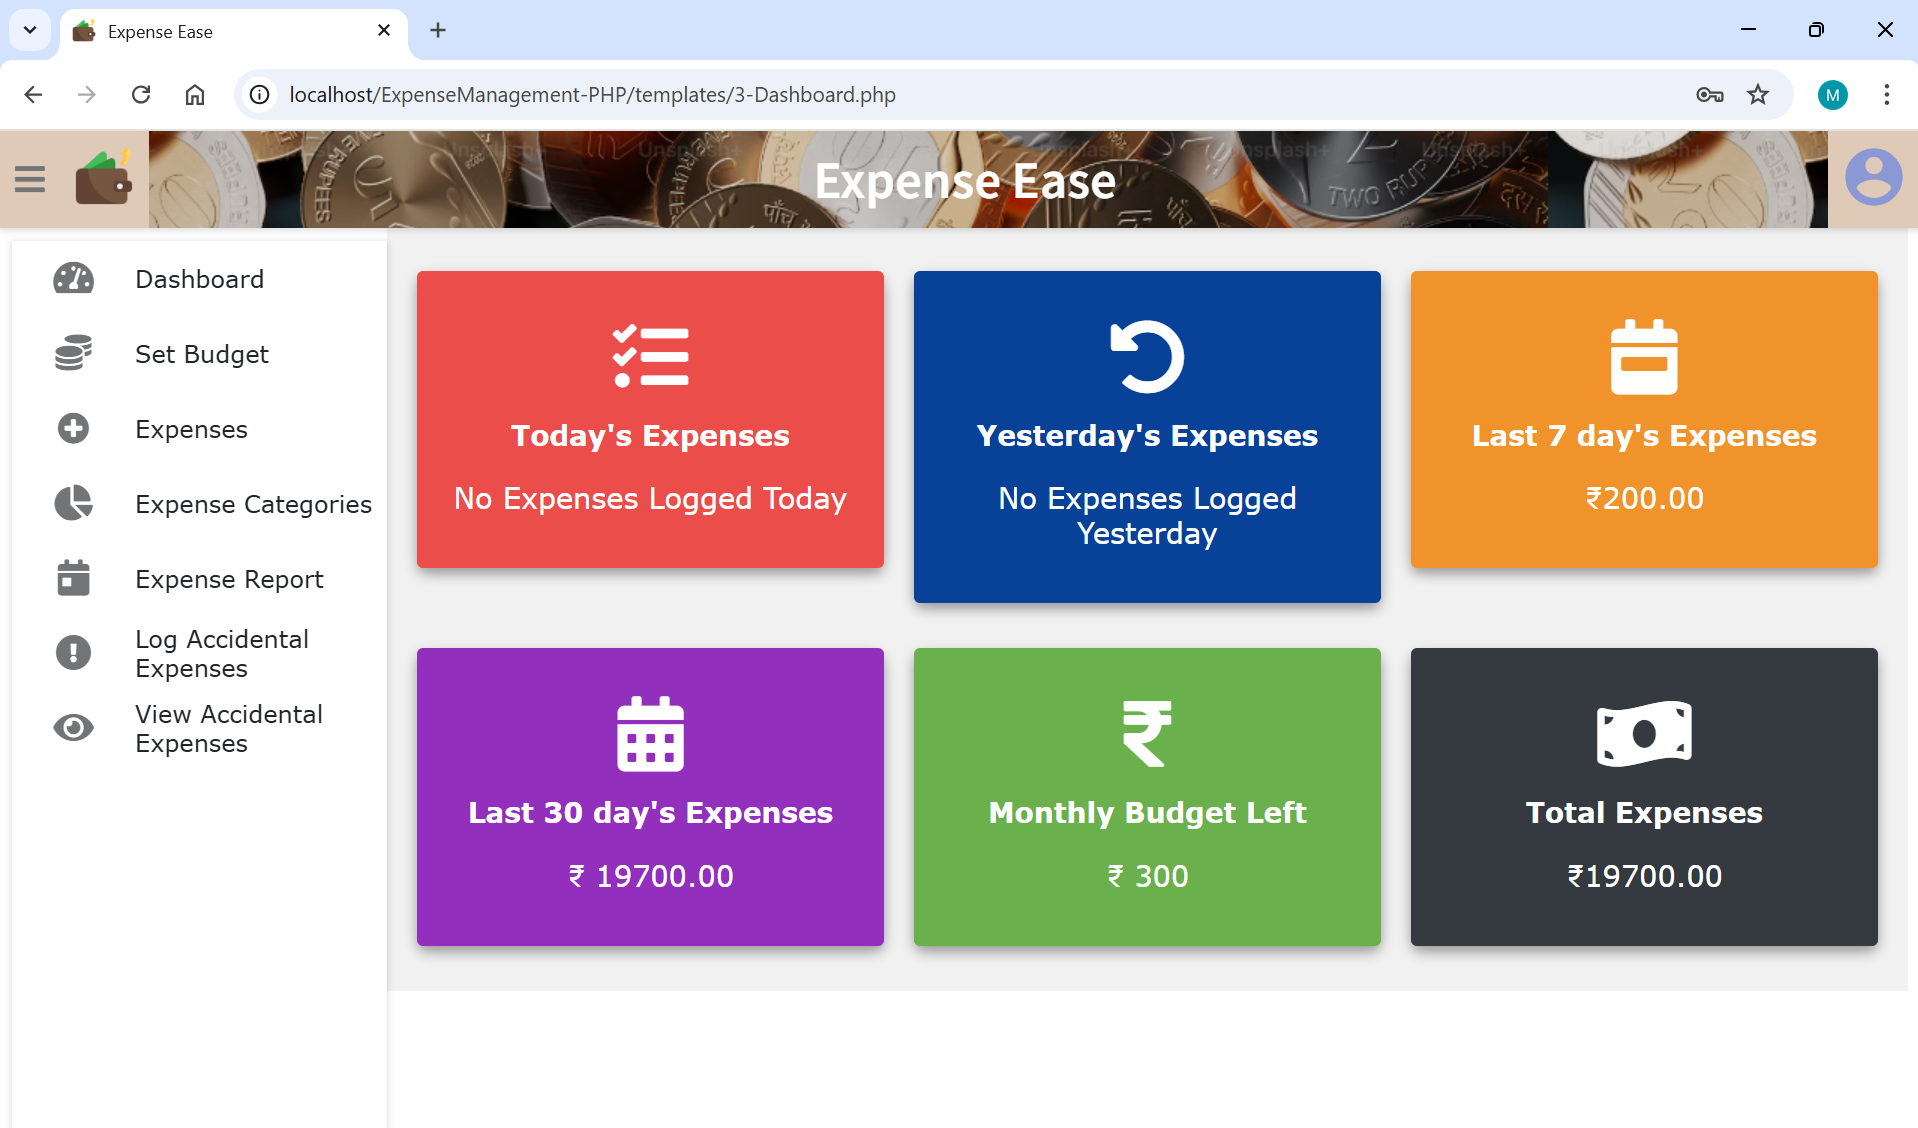 Expense Ease
localhost/ExpenseManagement-PHP/templates/3-Dashboard.php
M
Expense Ease
Unsplash+
TWO RUPEES
पाँच
Dashboard
Set Budget
Expenses
Expense Categories
Expense Report
Log Accidental
Expenses
View Accidental
Expenses
Today's Expenses
No Expenses Logged Today
Yesterday's Expenses
No Expenses Logged
Yesterday
Last 7 day's Expenses
₹200.00
Last 30 day's Expenses
₹ 19700.00
₹
Monthly Budget Left
₹ 300
Total Expenses
₹19700.00